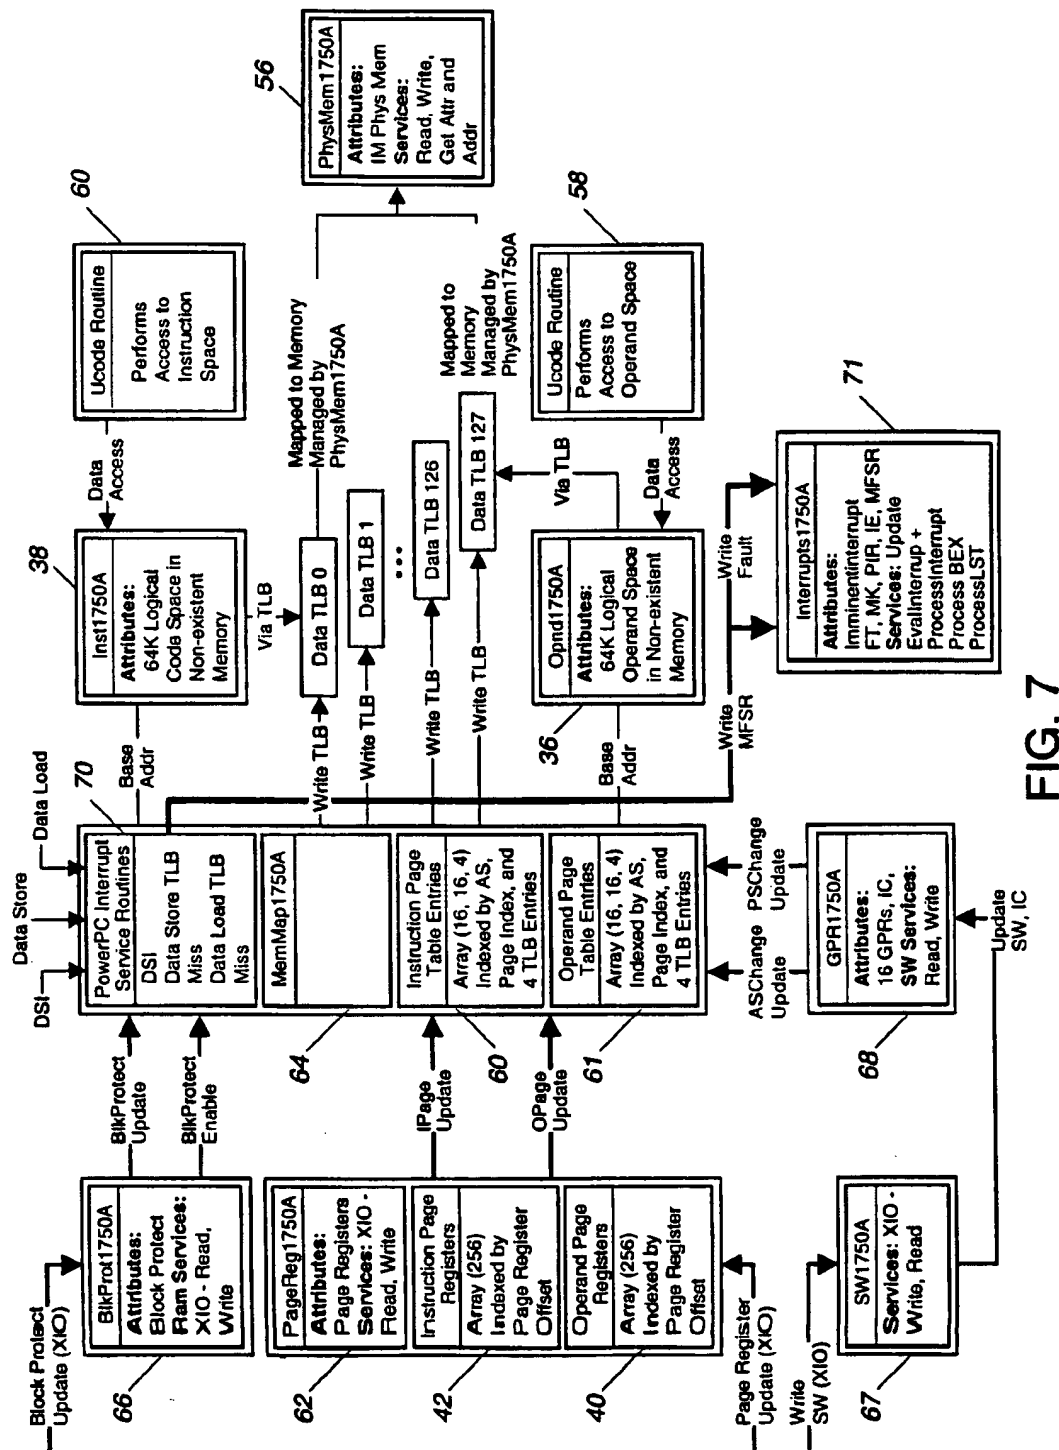 Block Protect
Update (XIO)
66
BlkProt1750A
Attributes:
Block Protect
Ram Services:
XIO - Read,
Write
BlkProtect
Update
BlkProtect
Enable
62
PageReg1750A
Attributes:
Page Registers
Services: XIO -
Read, Write
42
Instruction Page
Registers
Array (256)
Indexed by
Page Register
Offset
40
Operand Page
Registers
Array (256)
Indexed by
Page Register
Offset
IPage
Update
OPage
Update
Page Register
Update (XIO)
Write
SW (XIO)
67
SW1750A
Services: XIO -
Write, Read
Update
SW, IC
DSI
Data Store
Data Load
70
PowerPC Interrupt
Service Routines
DSI
Data Store TLB
Miss
Data Load TLB
Miss
64
MemMap1750A
60
Instruction Page
Table Entries
Array (16, 16, 4)
Indexed by AS,
Page Index, and
4 TLB Entries
61
Operand Page
Table Entries
Array (16, 16, 4)
Indexed by AS,
Page Index, and
4 TLB Entries
ASChange
Update
PSChange
Update
68
GPR1750A
Attributes:
16 GPRs, IC,
SW Services:
Read, Write
Base
Addr
Write TLB
Write TLB
Write TLB
Write TLB
Base
Addr
Write
MFSR
Write
Fault
38
Inst1750A
Attributes:
64K Logical
Code Space in
Non-existent
Memory
Via TLB
Data TLB 0
Data TLB 1
...
Data TLB 126
Data TLB 127
Via TLB
36
Opnd1750A
Attributes:
64K Logical
Operand Space
in Non-existent
Memory
71
Interrupts1750A
Attributes:
ImminentInterrupt
FT, MK, PIR, IE, MFSR
Services: Update
EvalInterrup +
ProcessInterrupt
Process BEX
ProcessLST
Data
Access
Data
Access
60
Ucode Routine
Performs
Access to
Instruction
Space
Mapped to Memory
Managed by
PhysMem1750A
Mapped to
Memory
Managed by
PhysMem1750A
58
Ucode Routine
Performs
Access to
Operand Space
56
PhysMem1750A
Attributes:
IM Phys Mem
Services:
Read, Write,
Get Attr and
Addr
FIG. 7